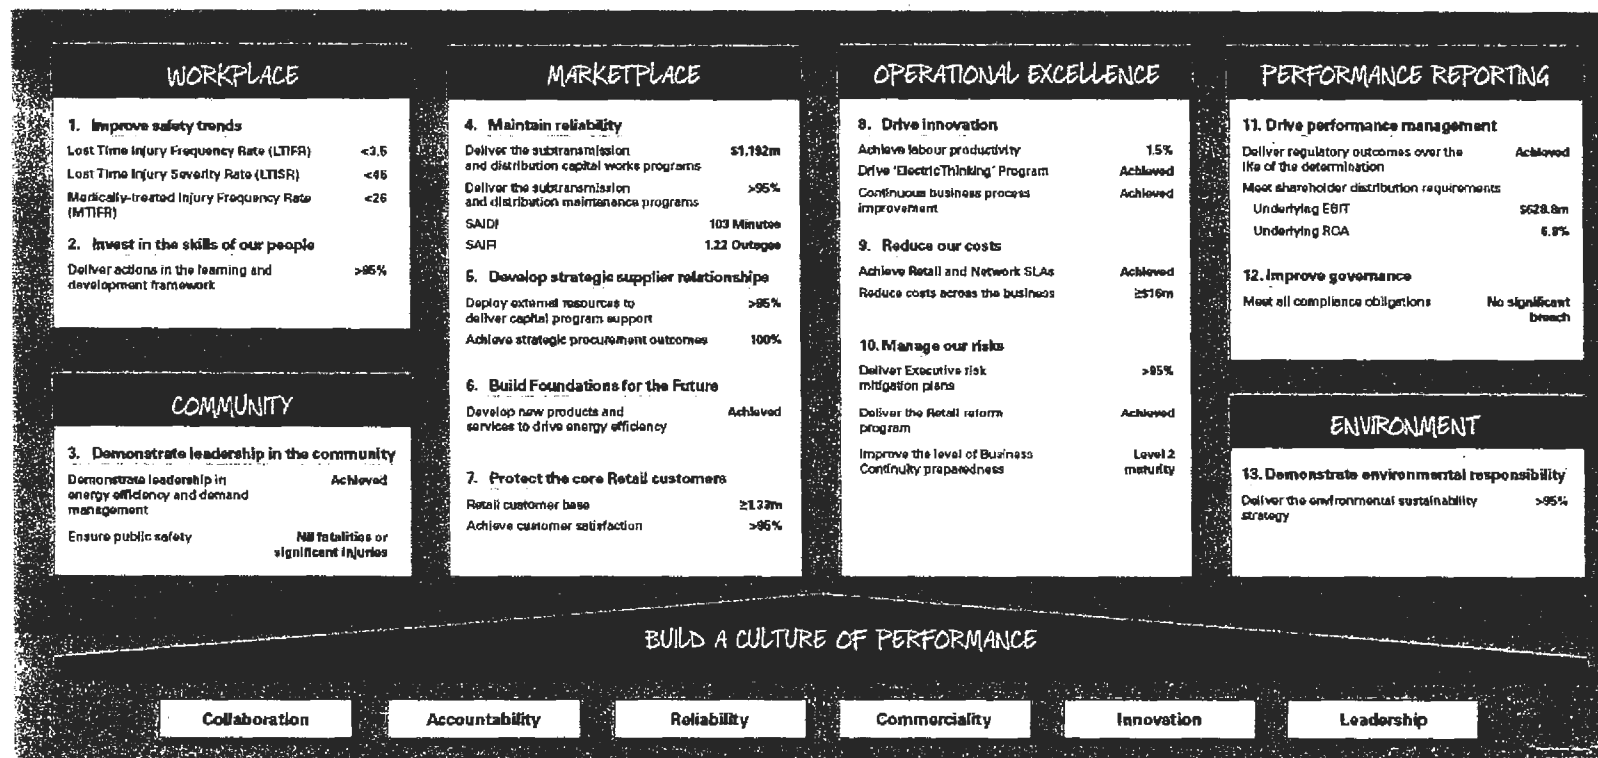 WORKPLACE
1. Improve safety trends
Lost Time Injury Frequency Rate (LTIFR) <3.5
Lost Time Injury Severity Rate (LTISR) <45
Medically-treated Injury Frequency Rate <26
(MTIFR)
2. Invest in the skills of our people
Deliver actions in the learning and >95%
development framework
COMMUNITY
3. Demonstrate leadership in the community
Demonstrate leadership in Achieved
energy efficiency and demand
management
Ensure public safety Nil fatalities or
significant injuries
MARKETPLACE
4. Maintain reliability
Deliver the subtransmission $1,192m
and distribution capital works programs
Deliver the subtransmission >95%
and distribution maintenance programs
SAIDI 103 Minutes
SAIFI 1.22 Outages
5. Develop strategic supplier relationships
Deploy external resources to >95%
deliver capital program support
Achieve strategic procurement outcomes 100%
6. Build Foundations for the Future
Develop new products and Achieved
services to drive energy efficiency
7. Protect the core Retail customers
Retail customer base ≥1.33m
Achieve customer satisfaction >95%
OPERATIONAL EXCELLENCE
8. Drive innovation
Achieve labour productivity 1.5%
Drive 'ElectricThinking' Program Achieved
Continuous business process Achieved
improvement
9. Reduce our costs
Achieve Retail and Network SLAs Achieved
Reduce costs across the business ≥$16m
10. Manage our risks
Deliver Executive risk >95%
mitigation plans
Deliver the Retail reform Achieved
program
Improve the level of Business Level 2
Continuity preparedness maturity
PERFORMANCE REPORTING
11. Drive performance management
Deliver regulatory outcomes over the Achieved
life of the determination
Meet shareholder distribution requirements
Underlying EBIT $628.8m
Underlying ROA 6.8%
12. Improve governance
Meet all compliance obligations No significant
breach
ENVIRONMENT
13. Demonstrate environmental responsibility
Deliver the environmental sustainability >95%
strategy
BUILD A CULTURE OF PERFORMANCE
Collaboration Accountability Reliability Commerciality Innovation Leadership